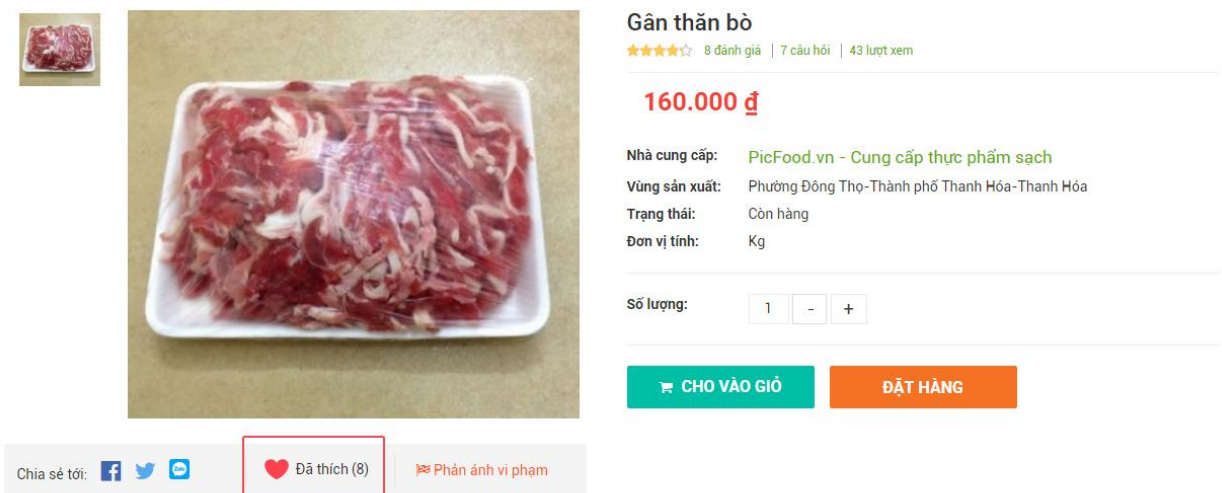 Gân thăn bò
8 đánh giá | 7 câu hỏi | 43 lượt xem
160.000 ₫
Nhà cung cấp: PicFood.vn - Cung cấp thực phẩm sạch
Vùng sản xuất: Phường Đông Thọ-Thành phố Thanh Hóa-Thanh Hóa
Trạng thái: Còn hàng
Đơn vị tính: Kg
Số lượng: 1 - +
CHO VÀO GIỎ ĐẶT HÀNG
Chia sẻ tới: Zalo Đã thích (8) Phản ánh vi phạm